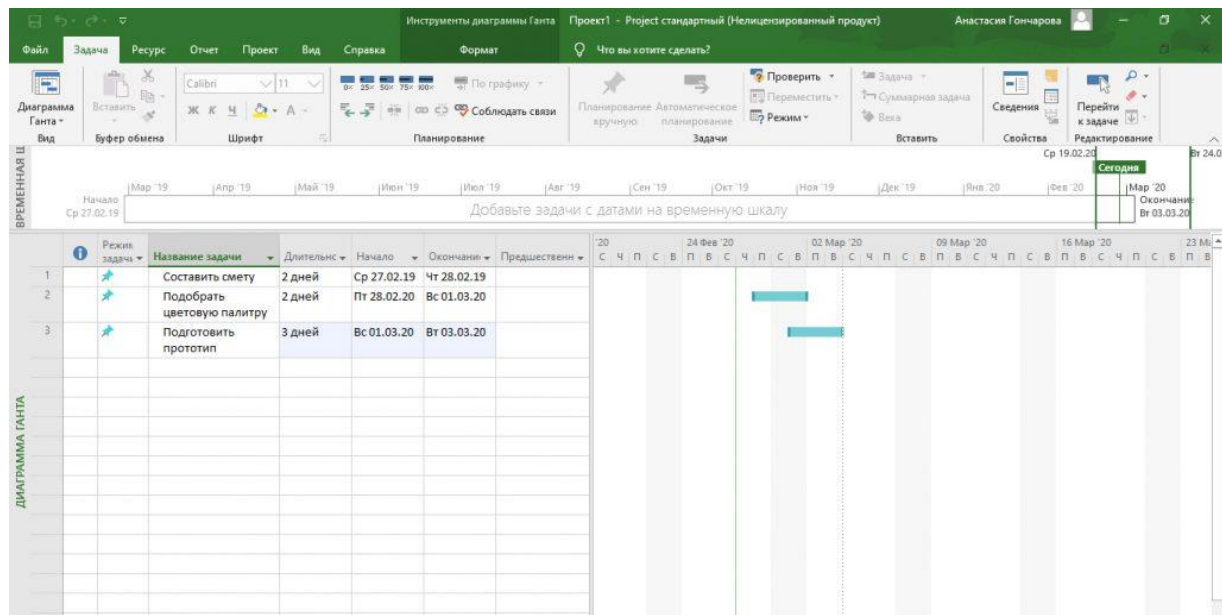 Инструменты диаграммы Ганта Проект1 - Project стандартный (Нелицензированный продукт) Анастасия Гончарова
Файл Задача Ресурс Отчет Проект Вид Справка Формат Что вы хотите сделать?
Диаграмма Ганта
Вид
Вставить
Буфер обмена
Calibri 11
Ж К Ч А
Шрифт
0× 25× 50× 75× 100× По графику
Соблюдать связи
Планирование
Планирование вручную
Автоматическое планирование
Проверить
Переместить
Режим
Задачи
Задача
Суммарная задача
Веха
Вставить
Сведения
Свойства
Перейти к задаче
Редактирование
ВРЕМЕННАЯ Ш
Ср 19.02.20 Вт 24.0
Сегодня
Мар '19 Апр '19 Май '19 Июн '19 Июл '19 Авг '19 Сен '19 Окт '19 Ноя '19 Дек '19 Янв '20 Фев '20 Мар '20
Начало
Ср 27.02.19
Добавьте задачи с датами на временную шкалу
Окончание
Вт 03.03.20
Режим задачи Название задачи Длительнс Начало Окончани Предшественн
1 Составить смету 2 дней Ср 27.02.19 Чт 28.02.19
2 Подобрать цветовую палитру 2 дней Пт 28.02.20 Вс 01.03.20
3 Подготовить прототип 3 дней Вс 01.03.20 Вт 03.03.20
'20 24 Фев '20 02 Мар '20 09 Мар '20 16 Мар '20 23 Ма
С Ч П С В П В С Ч П С В П В С Ч П С В П В С Ч П С В П В С Ч П С В П В
ДИАГРАММА ГАНТА